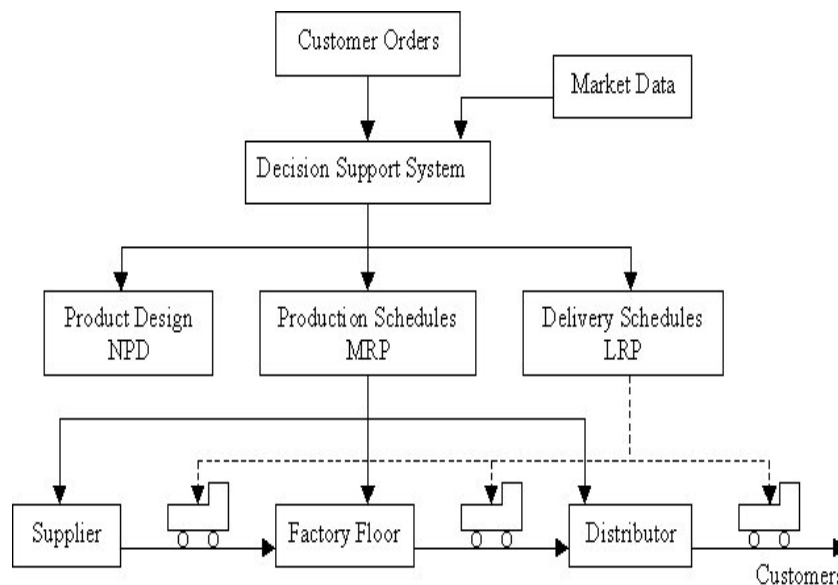 Customer Orders
Market Data
Decision Support System
Product Design
NPD
Production Schedules
MRP
Delivery Schedules
LRP
Supplier
Factory Floor
Distributor
Customers